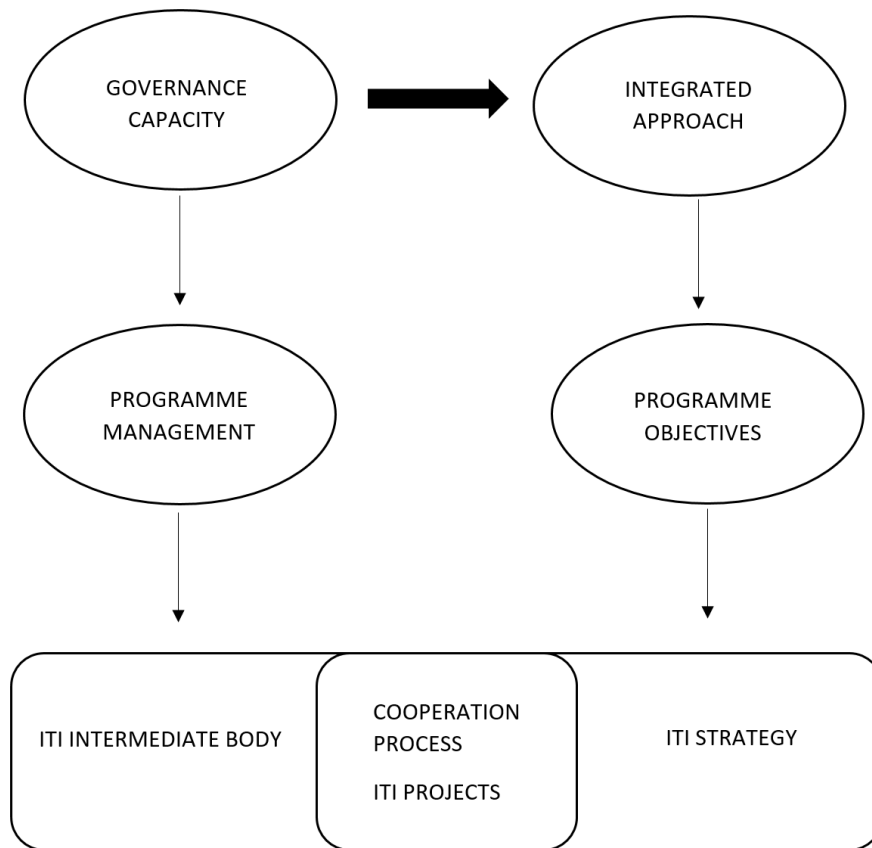 GOVERNANCE
CAPACITY
INTEGRATED
APPROACH
PROGRAMME
MANAGEMENT
PROGRAMME
OBJECTIVES
ITI INTERMEDIATE BODY
COOPERATION
PROCESS
ITI PROJECTS
ITI STRATEGY